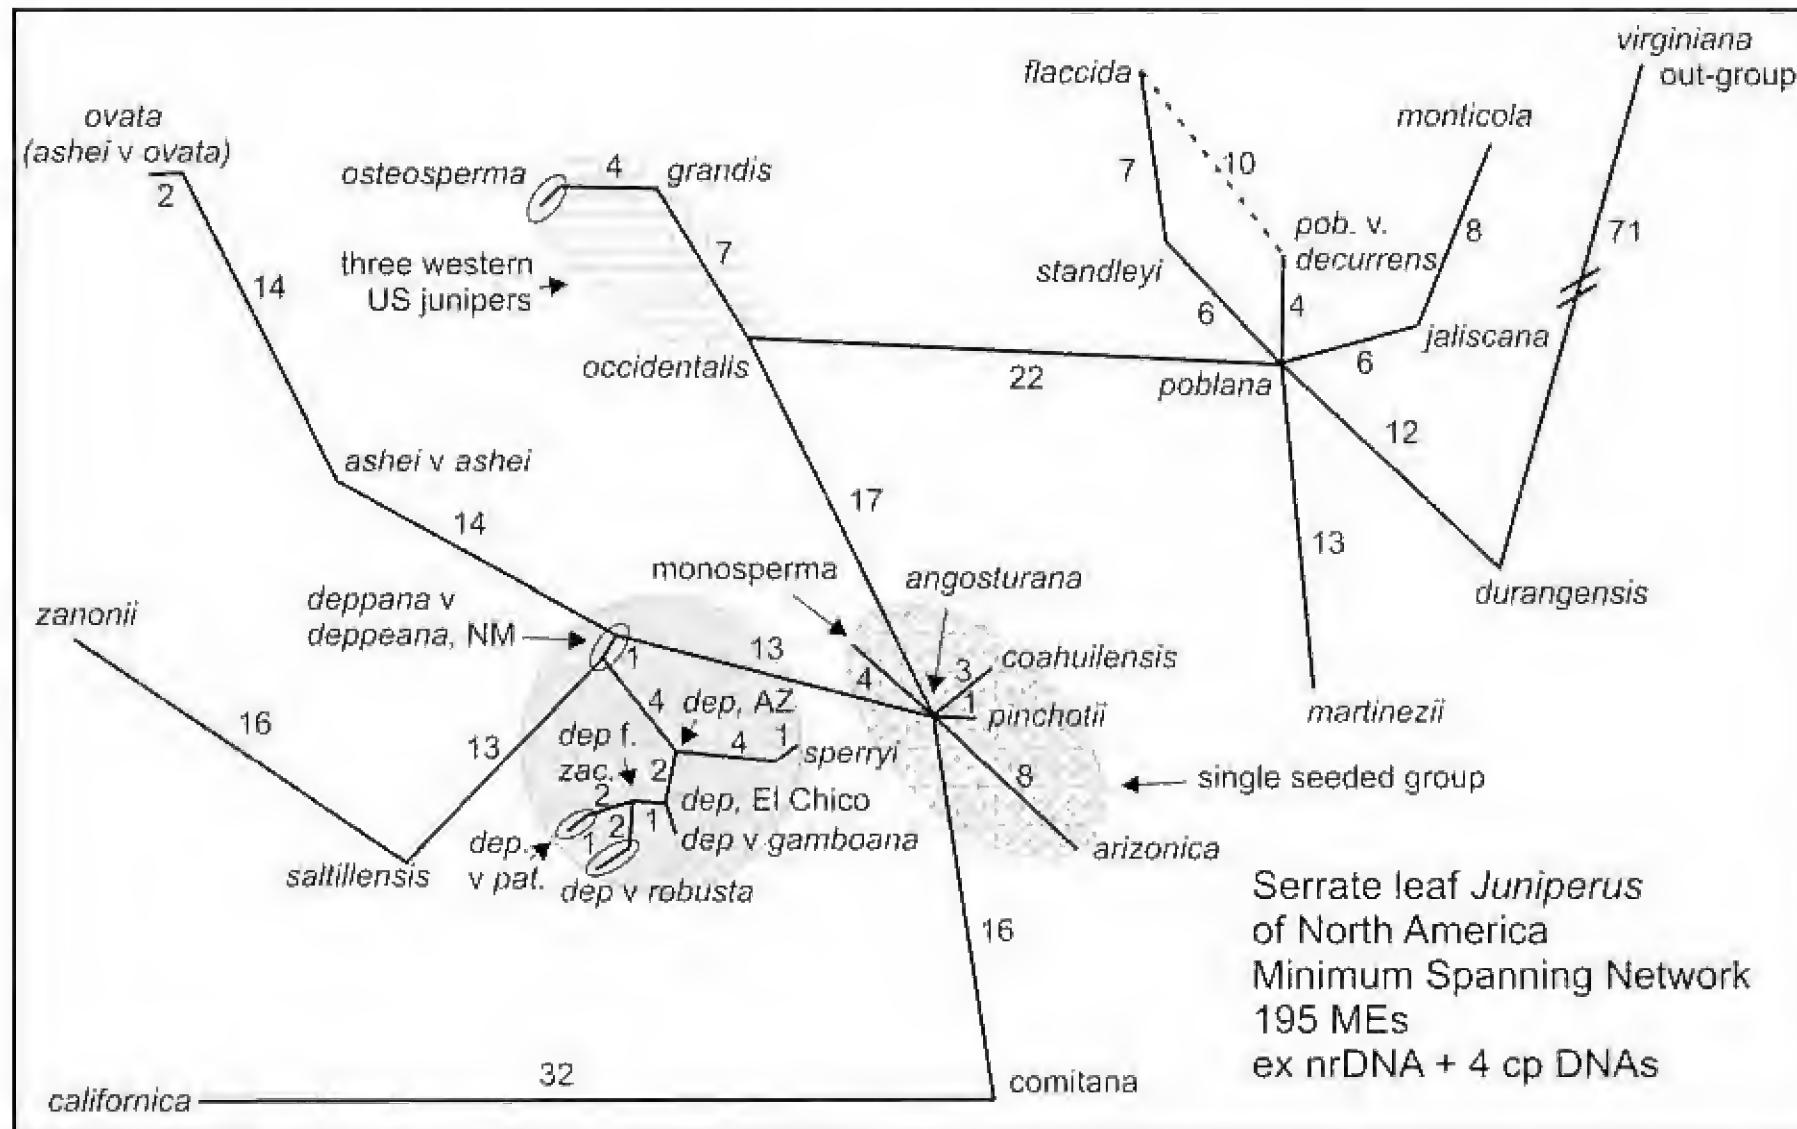 virginiana
out-group
flaccida
monticola
ovata
(ashei v ovata)
2
osteosperma
4
grandis
7
10
8
71
pob. v.
decurrens
standleyi
three western
US junipers
7
14
6
4
jaliscana
6
occidentalis
22
poblana
12
ashei v ashei
14
17
13
monosperma
angosturana
durangensis
zanonii
deppana v
deppeana, NM
1
13
4
3
coahuilensis
1
pinchotii
martinezii
16
13
4
dep, AZ
4
1
sperryi
dep f.
zac.
2
2
8
single seeded group
dep, El Chico
1
2
1
dep v gamboana
dep.
v pat.
dep v robusta
saltillensis
arizonica
16
Serrate leaf Juniperus
of North America
Minimum Spanning Network
195 MEs
ex nrDNA + 4 cp DNAs
32
californica
comitana